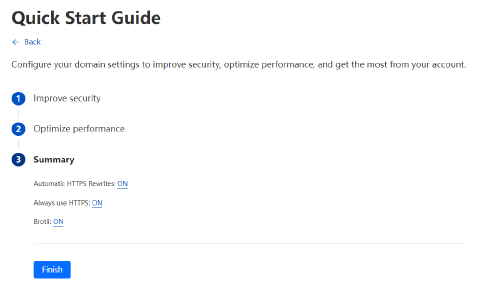 Quick Start Guide
← Back
Configure your domain settings to improve security, optimize performance, and get the most from your account.
1 Improve security
2 Optimize performance
3 Summary
Automatic HTTPS Rewrites: ON
Always use HTTPS: ON
Brotli: ON
Finish